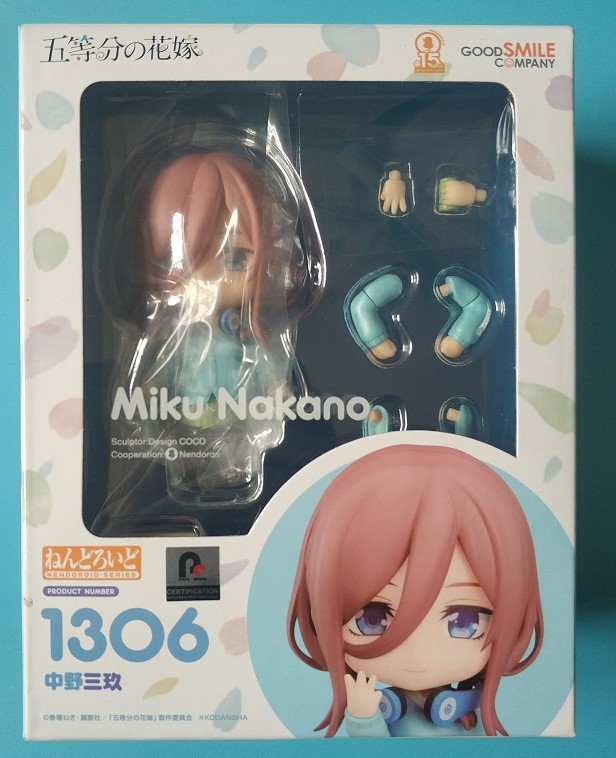 五等分の花嫁
15
GOOD SMILE
COMPANY
Miku Nakano
Sculptor:Design COCO
Cooperation: Nendoron
ねんどろいど
NENDOROID-SERIES
PRODUCT NUMBER
1306
中野三玖
CERTIFICATION
©春場ねぎ・講談社／「五等分の花嫁」製作委員会 ®KODANSHA